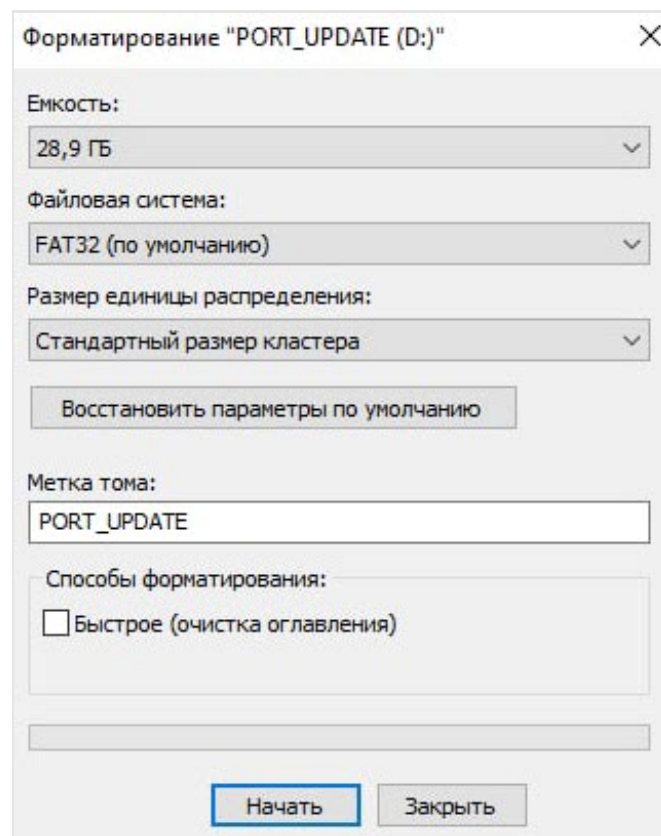 Форматирование "PORT_UPDATE (D:)"
Емкость:
28,9 ГБ
Файловая система:
FAT32 (по умолчанию)
Размер единицы распределения:
Стандартный размер кластера
Восстановить параметры по умолчанию
Метка тома:
PORT_UPDATE
Способы форматирования:
Быстрое (очистка оглавления)
Начать Закрыть